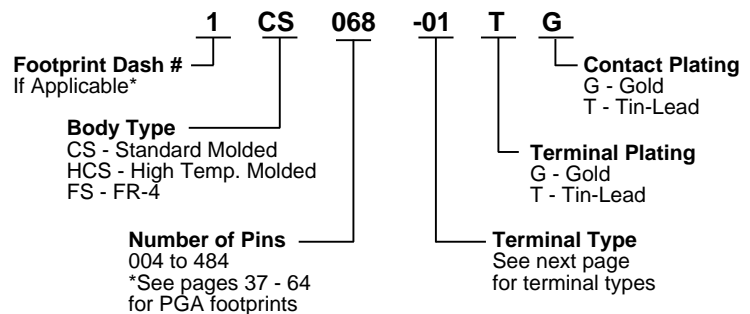 1 CS 068 -01 T G
Footprint Dash #
If Applicable*
Contact Plating
G - Gold
T - Tin-Lead
Body Type
CS - Standard Molded
HCS - High Temp. Molded
FS - FR-4
Terminal Plating
G - Gold
T - Tin-Lead
Number of Pins
004 to 484
*See pages 37 - 64
for PGA footprints
Terminal Type
See next page
for terminal types